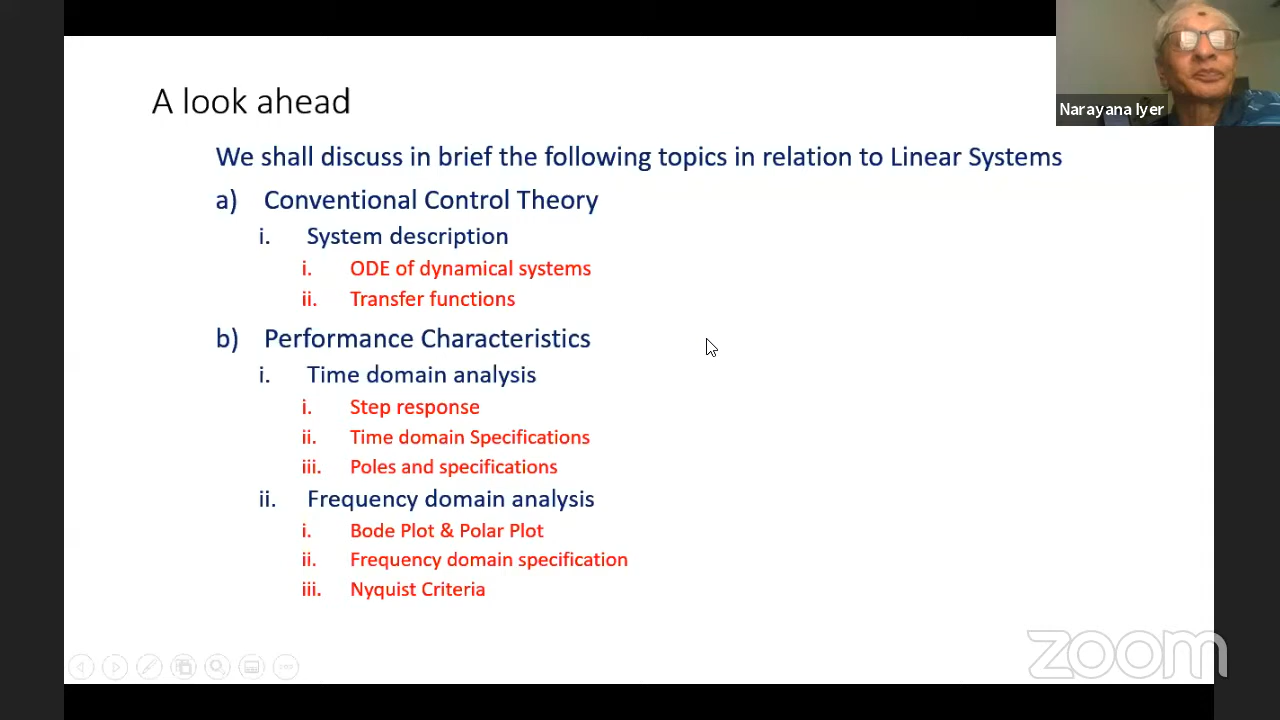 A look ahead
Narayana Iyer
We shall discuss in brief the following topics in relation to Linear Systems
a) Conventional Control Theory
i. System description
i. ODE of dynamical systems
ii. Transfer functions
b) Performance Characteristics
i. Time domain analysis
i. Step response
ii. Time domain Specifications
iii. Poles and specifications
ii. Frequency domain analysis
i. Bode Plot & Polar Plot
ii. Frequency domain specification
iii. Nyquist Criteria
zoom